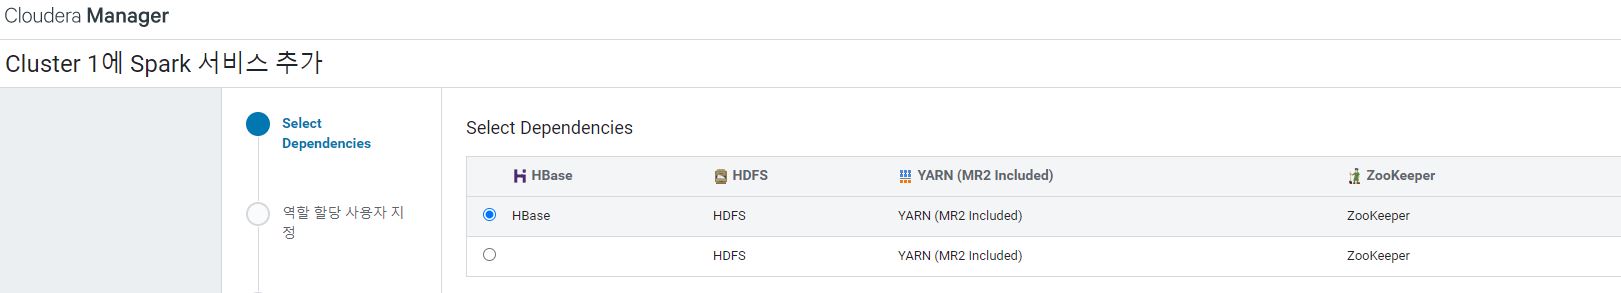 Cloudera Manager
Cluster 1에 Spark 서비스 추가
Select
Dependencies
역할 할당 사용자 지
정
Select Dependencies
HBase HDFS YARN (MR2 Included) ZooKeeper
HBase HDFS YARN (MR2 Included) ZooKeeper
HDFS YARN (MR2 Included) ZooKeeper